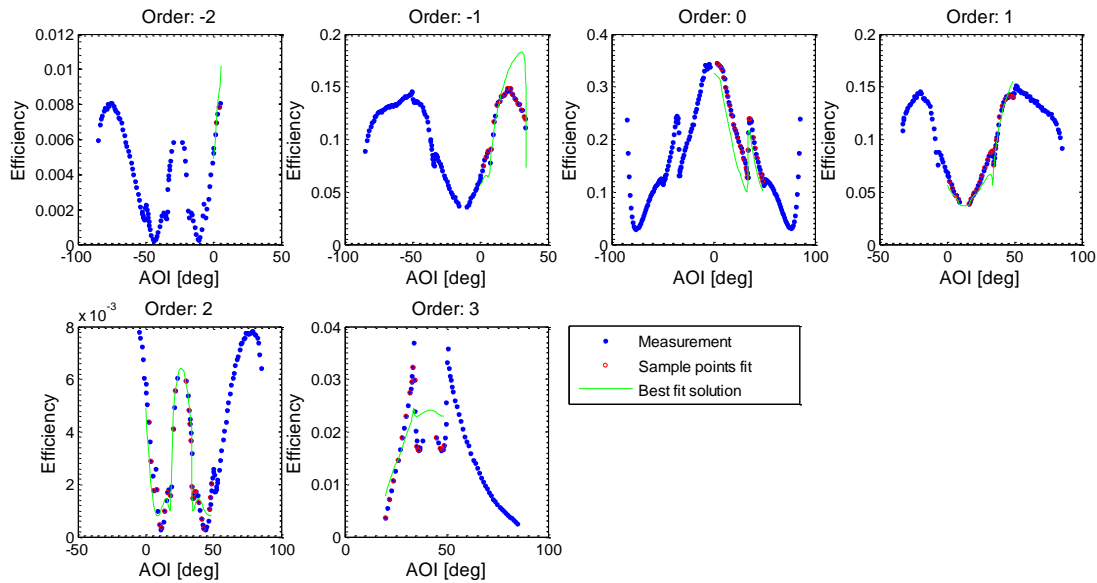 Order: -2
Order: -1
Order: 0
Order: 1
0.012
0.01
0.008
0.006
0.004
0.002
0
Efficiency
-100
-50
0
50
AOI [deg]
0.2
0.15
0.1
0.05
0
Efficiency
-100
-50
0
50
AOI [deg]
0.4
0.3
0.2
0.1
0
Efficiency
-100
0
100
AOI [deg]
0.2
0.15
0.1
0.05
0
Efficiency
-50
0
50
100
AOI [deg]
Order: 2
Order: 3
x 10⁻³
8
6
4
2
0
Efficiency
-50
0
50
100
AOI [deg]
0.04
0.03
0.02
0.01
0
Efficiency
0
50
100
AOI [deg]
Measurement
Sample points fit
Best fit solution